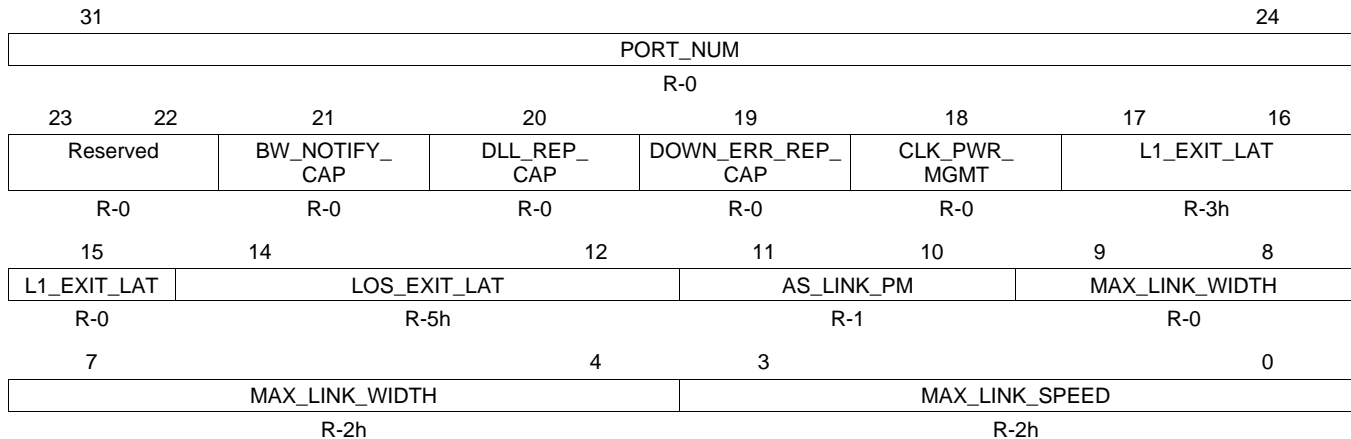 31 24
PORT_NUM
R-0
23 22 21 20 19 18 17 16
Reserved BW_NOTIFY_ DLL_REP_ DOWN_ERR_REP_ CLK_PWR_ L1_EXIT_LAT
CAP CAP CAP MGMT
R-0 R-0 R-0 R-0 R-0 R-3h
15 14 12 11 10 9 8
L1_EXIT_LAT LOS_EXIT_LAT AS_LINK_PM MAX_LINK_WIDTH
R-0 R-5h R-1 R-0
7 4 3 0
MAX_LINK_WIDTH MAX_LINK_SPEED
R-2h R-2h